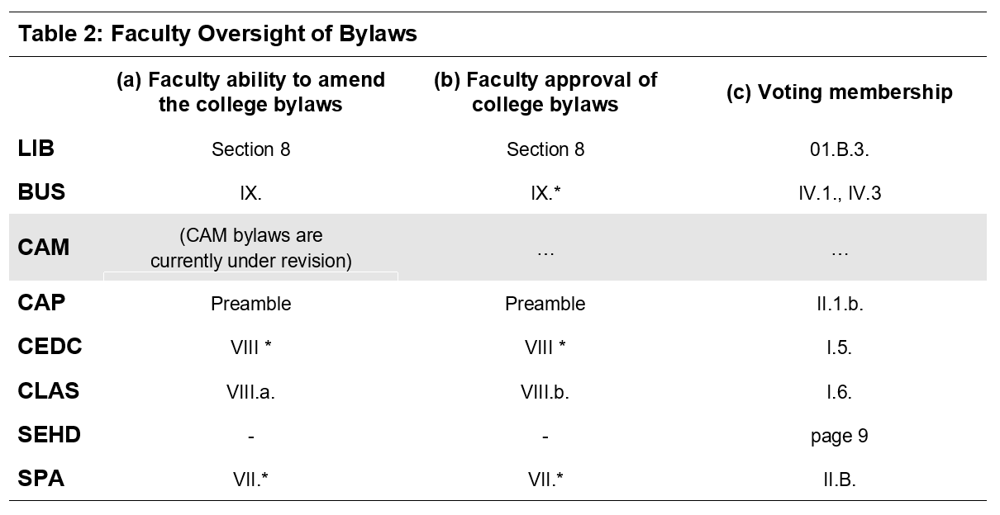 Table 2: Faculty Oversight of Bylaws
(a) Faculty ability to amend the college bylaws (b) Faculty approval of college bylaws (c) Voting membership
LIB Section 8 Section 8 01.B.3.
BUS IX. IX.* IV.1., IV.3
CAM (CAM bylaws are currently under revision) … …
CAP Preamble Preamble II.1.b.
CEDC VIII * VIII * I.5.
CLAS VIII.a. VIII.b. I.6.
SEHD - - page 9
SPA VII.* VII.* II.B.